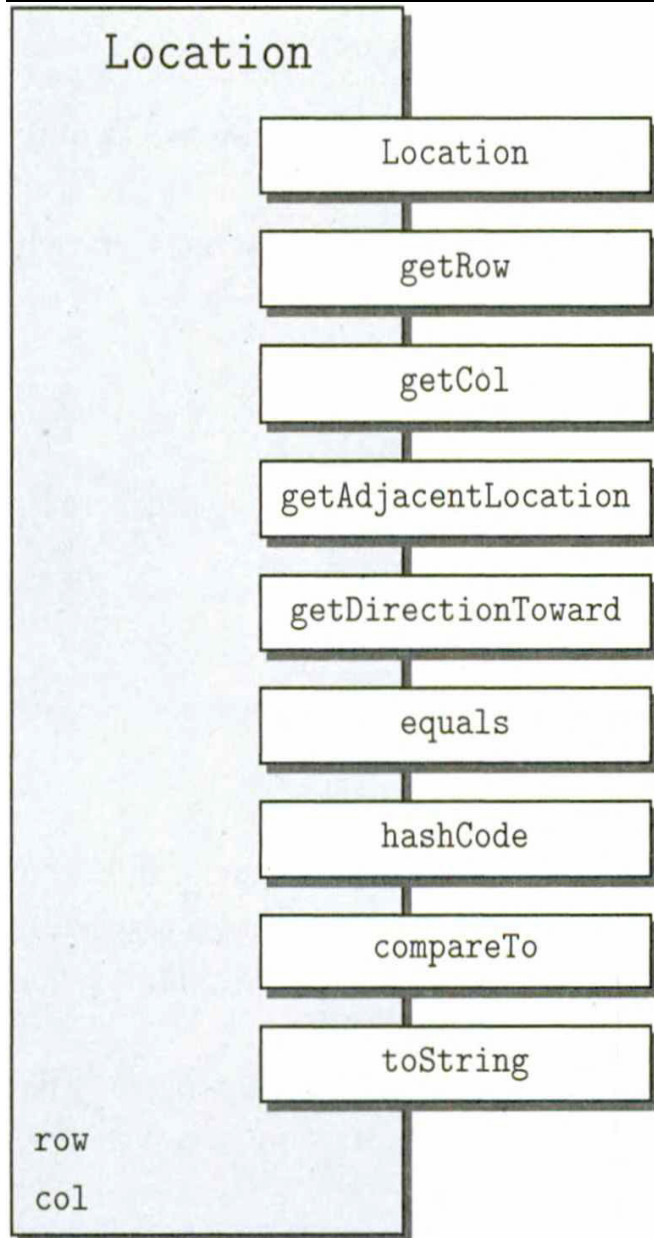 Location
Location
getRow
getCol
getAdjacentLocation
getDirectionToward
equals
hashCode
compareTo
toString
row
col